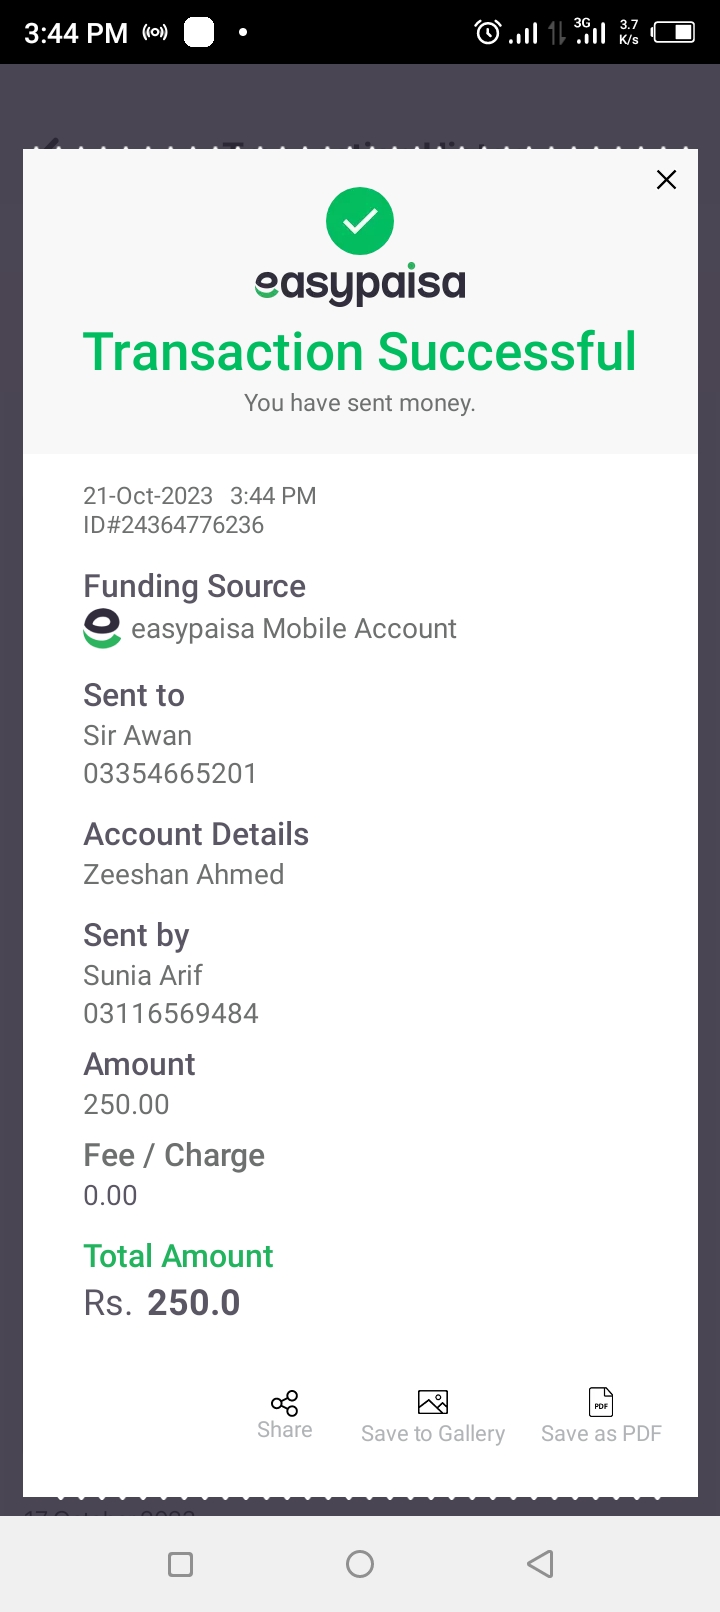 3:44 PM
3G
3.7
K/s
easypaisa
Transaction Successful
You have sent money.
21-Oct-2023 3:44 PM
ID#24364776236
Funding Source
easypaisa Mobile Account
Sent to
Sir Awan
03354665201
Account Details
Zeeshan Ahmed
Sent by
Sunia Arif
03116569484
Amount
250.00
Fee / Charge
0.00
Total Amount
Rs. 250.0
PDF
Share
Save to Gallery
Save as PDF